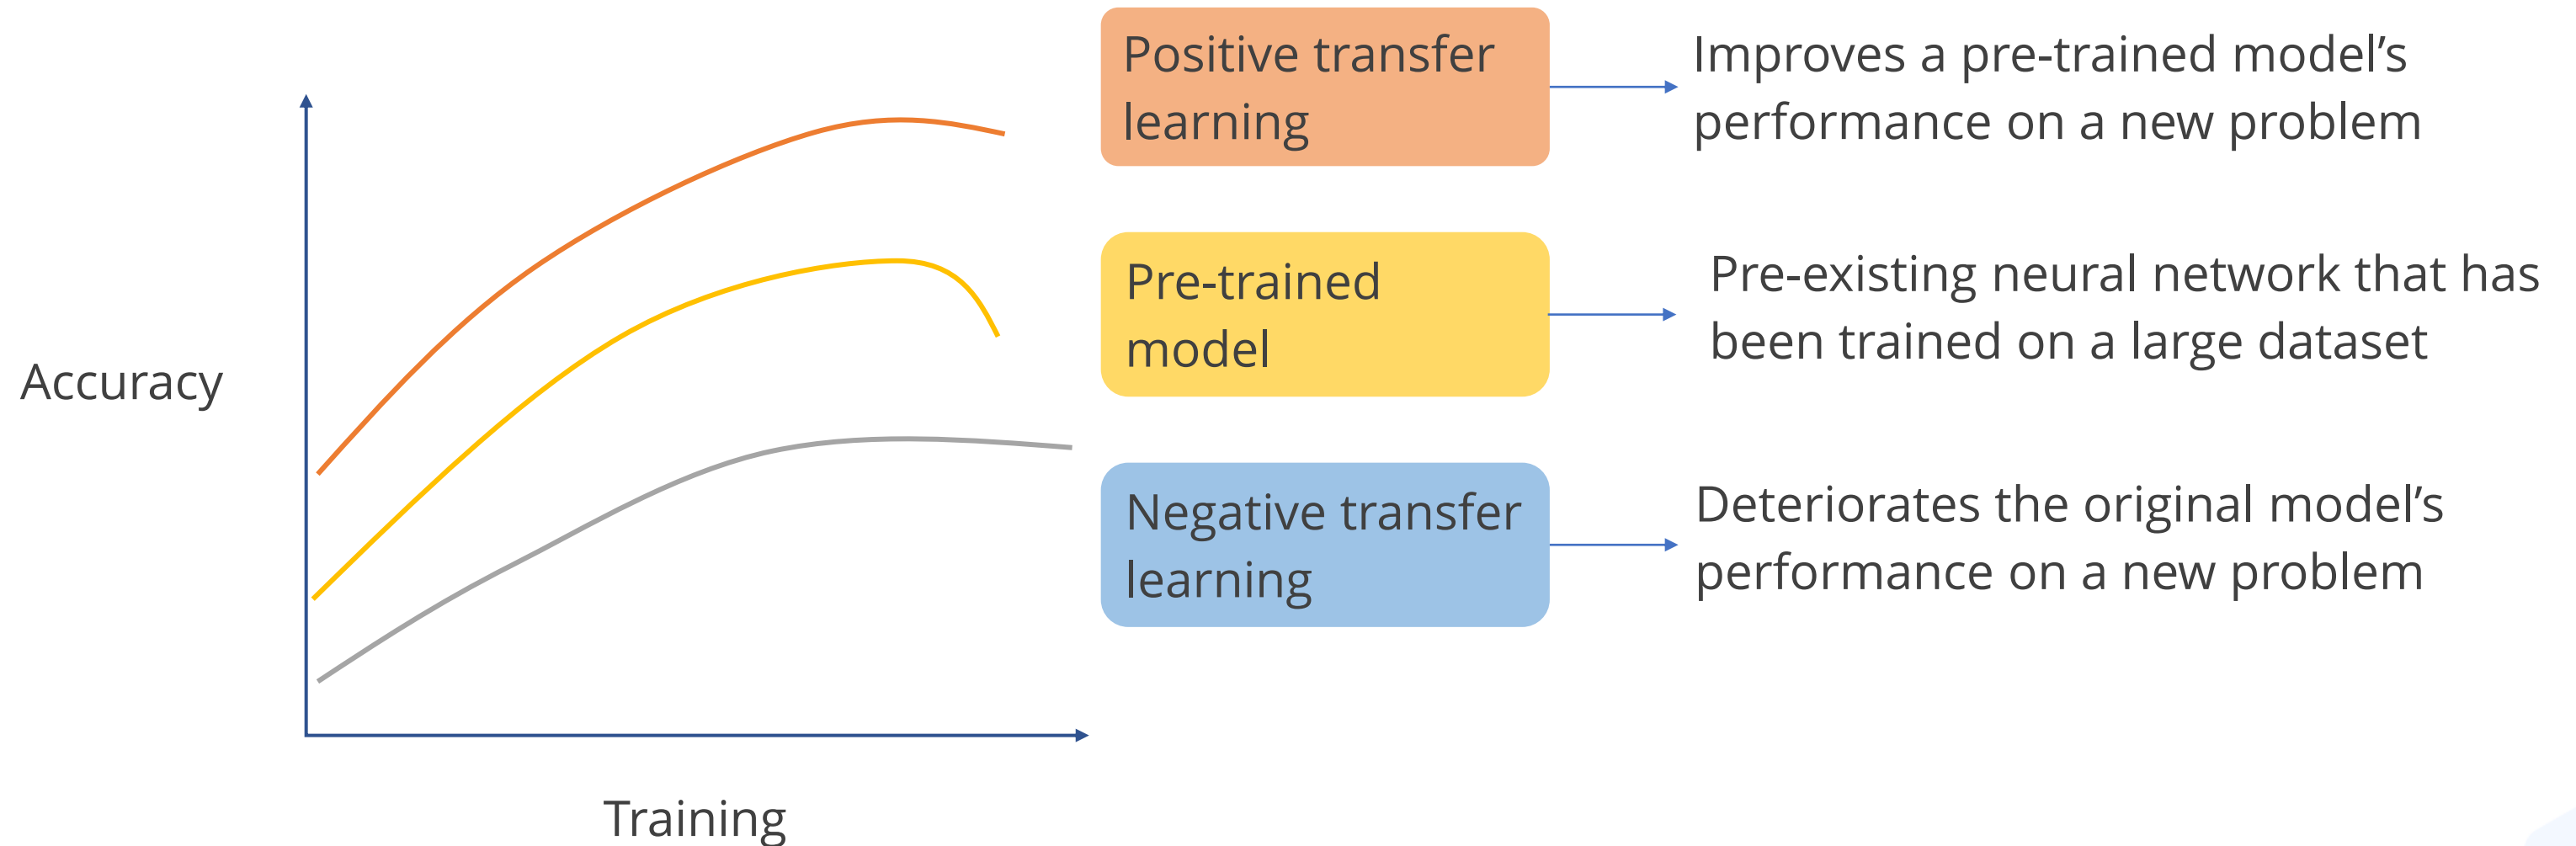 Accuracy
Training
Positive transfer
learning
Improves a pre-trained model’s
performance on a new problem
Pre-trained
model
Pre-existing neural network that has
been trained on a large dataset
Negative transfer
learning
Deteriorates the original model’s
performance on a new problem